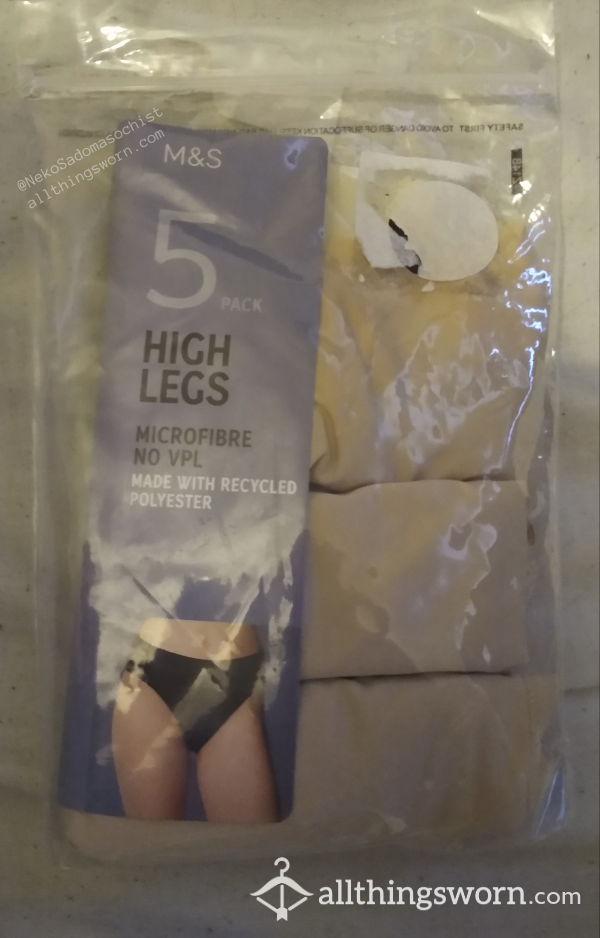 SAFETY FIRST TO AVOID DANGER OF SUFFOCATION KEEP
@NekoSadomasochist
allthingsworn.com
M&S
5
PACK
HIGH
LEGS
MICROFIBRE
NO VPL
MADE WITH RECYCLED
POLYESTER
allthingsworn.com